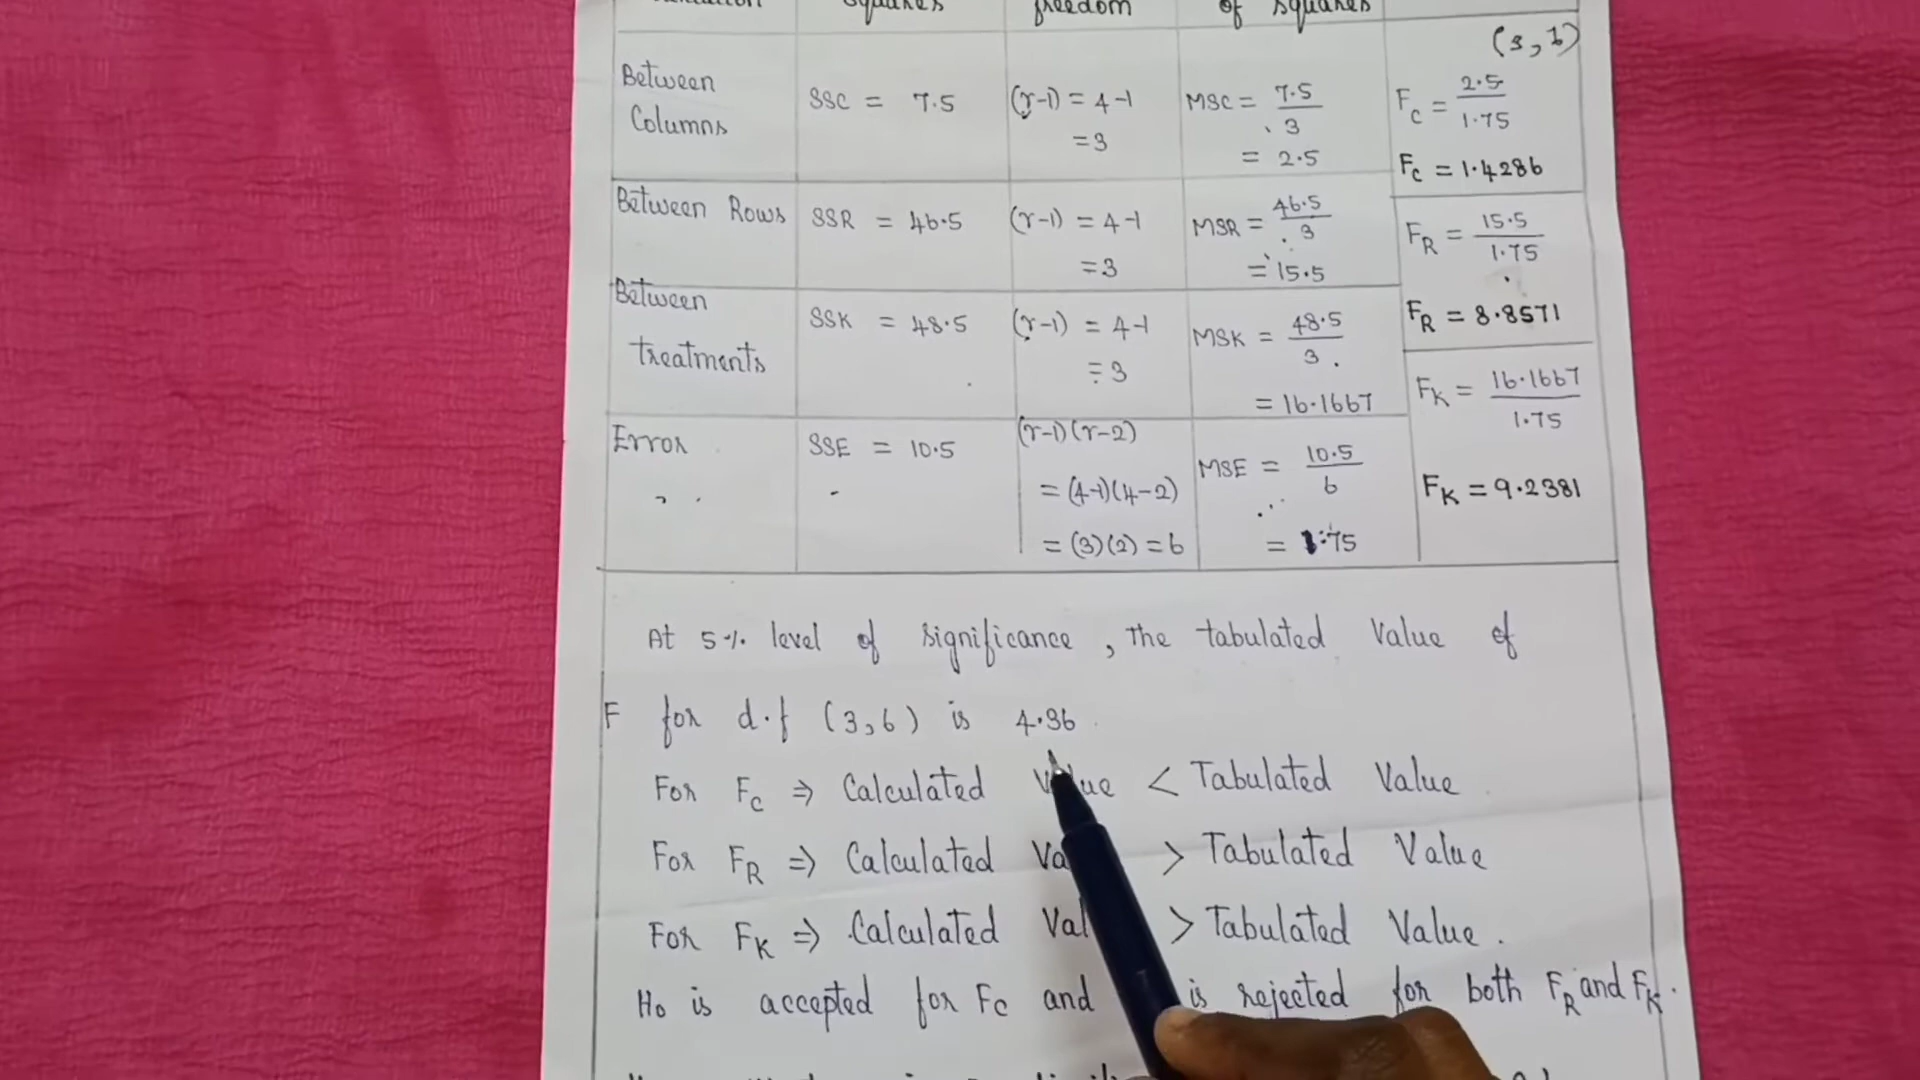 squares freedom of squares
(3, 6)
Between Columns SSC = 7.5 (r-1) = 4-1 = 3 MSC = 7.5/3 = 2.5 Fc = 2.5/1.75 Fc = 1.4286
Between Rows SSR = 46.5 (r-1) = 4-1 = 3 MSR = 46.5/3 = 15.5 FR = 15.5/1.75 FR = 8.8571
Between treatments SSK = 48.5 (r-1) = 4-1 = 3 MSK = 48.5/3 = 16.1667 FK = 16.1667/1.75 FK = 9.2381
Error SSE = 10.5 (r-1)(r-2) = (4-1)(4-2) = (3)(2) = 6 MSE = 10.5/6 = 1.75
At 5% level of significance, the tabulated Value of
F for d.f (3,6) is 4.36
For Fc ⇒ Calculated Value < Tabulated Value
For FR ⇒ Calculated > Tabulated Value
For FK ⇒ Calculated > Tabulated Value.
Ho is accepted for Fc and is rejected for both FR and FK.